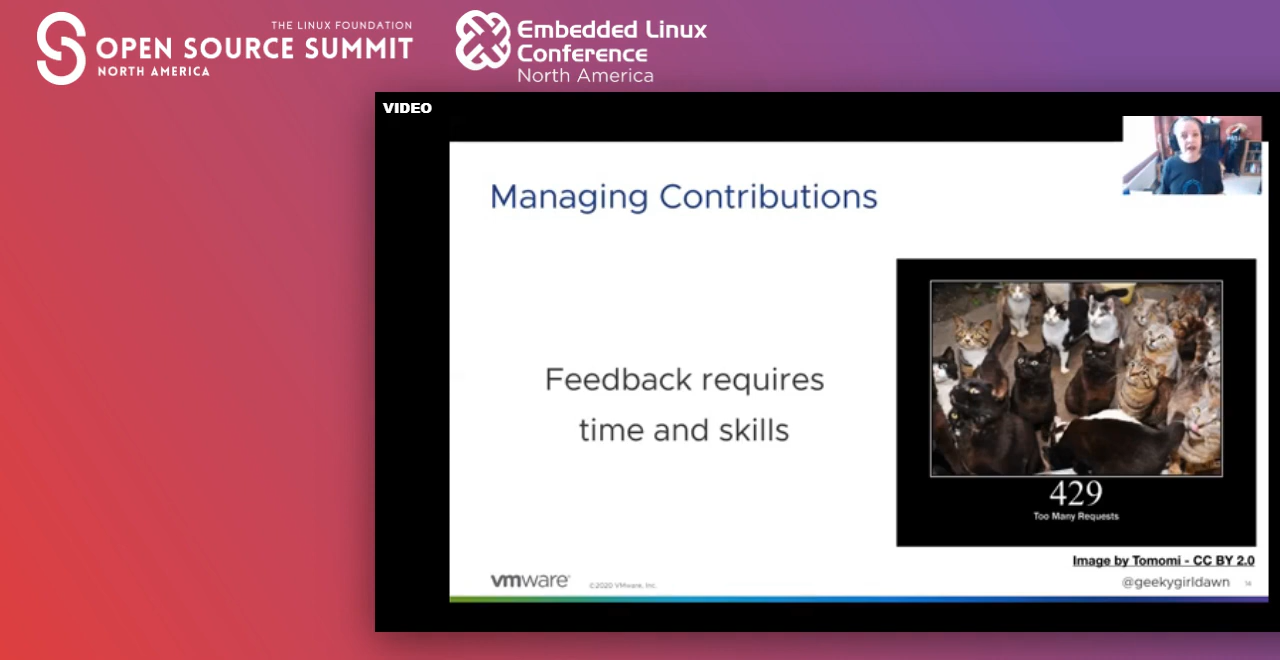 THE LINUX FOUNDATION
OPEN SOURCE SUMMIT
NORTH AMERICA
Embedded Linux
Conference
North America
VIDEO
Managing Contributions
Feedback requires
time and skills
429
Too Many Requests
Image by Tomomi - CC BY 2.0
vmware®
©2020 VMware, Inc.
@geekygirldawn
14